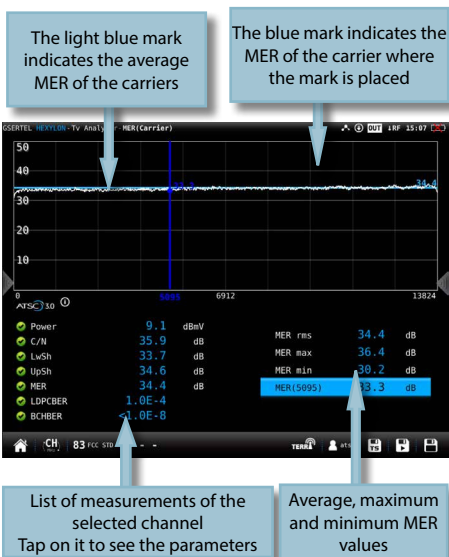 The light blue mark
indicates the average
MER of the carriers
The blue mark indicates the
MER of the carrier where
the mark is placed
GSERTEL HEXYLON-Tv Analy r-MER(Carrier)
OUT RF 15:07
50
40
34.4
30
20
10
0 5095 6912 13824
ATSC 3.0
Power 9.1 dBmV
C/N 35.9 dB
LwSh 33.7 dB
UpSh 34.6 dB
MER 34.4 dB
LDPCBER 1.0E-4
BCHBER <1.0E-8
MER rms 34.4 dB
MER max 36.4 dB
MER min 30.2 dB
MER(5095) 33.3 dB
CH 83 FCC STD - -
TERRA ats TS
List of measurements of the
selected channel
Tap on it to see the parameters
Average, maximum
and minimum MER
values